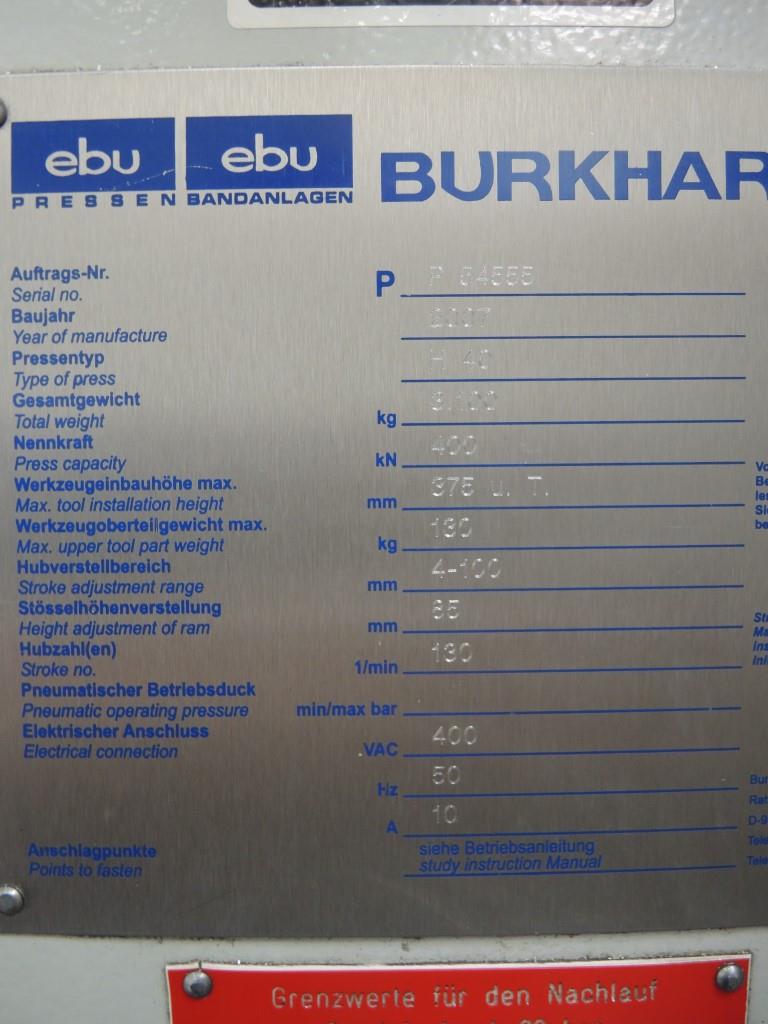 ebu ebu BURKHAR
PRESSEN BANDANLAGEN
Auftrags-Nr. P
Serial no.
Baujahr 2007
Year of manufacture
Pressentyp H 40
Type of press
Gesamtgewicht
Total weight kg 3.100
Nennkraft 400
Press capacity kN
Werkzeugeinbauhöhe max. 375 u. T.
Max. tool installation height mm
Werkzeugoberteilgewicht max. 130
Max. upper tool part weight kg
Hubverstellbereich 4-100
Stroke adjustment range mm
Stösselhöhenverstellung
Height adjustment of ram mm
Hubzahl(en) 130
Stroke no. 1/min
Pneumatischer Betriebsduck
Pneumatic operating pressure min/max bar
Elektrischer Anschluss 400
Electrical connection .VAC
50
Hz
10
A
Anschlagpunkte siehe Betriebsanleitung
Points to fasten study instruction Manual
Grenzwerte für den Nachlauf